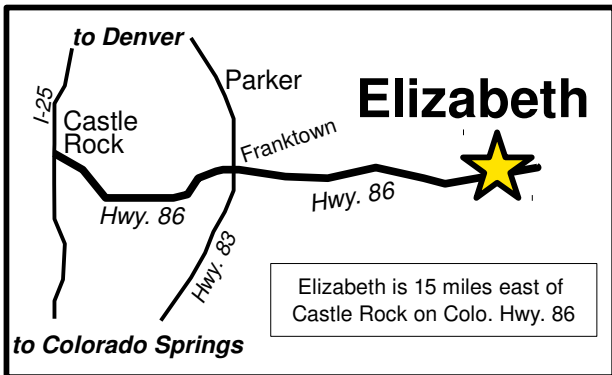 to Denver
I-25
Parker
Elizabeth
Castle
Rock
Franktown
Hwy. 86
Hwy. 86
Hwy. 83
Elizabeth is 15 miles east of
Castle Rock on Colo. Hwy. 86
to Colorado Springs